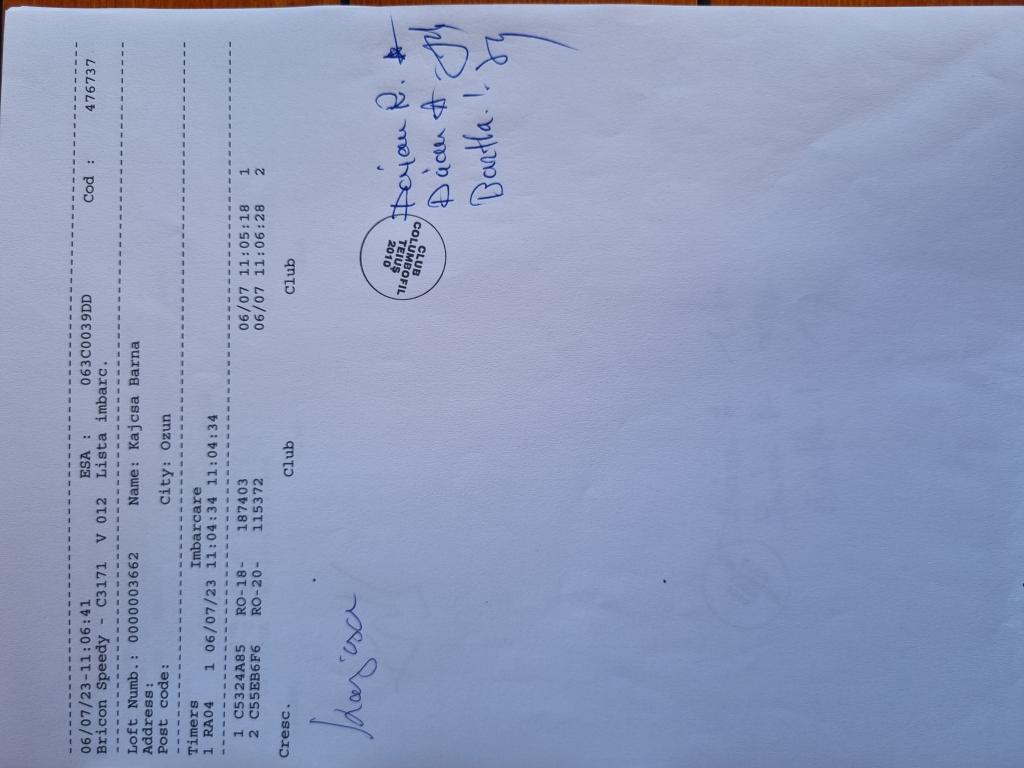 06/07/23-11:06:41 ESA : 063C0039DD Cod : 476737
Bricon Speedy - C3171 V 012 Lista imbarc.
Loft Numb.: 0000003662 Name: Kajcsa Barna
Address:
Post code: City: Ozun
Timers Imbarcare
1 RA04 1 06/07/23 11:04:34 11:04:34
1 C5324A85 RO-18- 187403 06/07 11:05:18 1
2 C55EB6F6 RO-20- 115372 06/07 11:06:28 2
Cresc. Club Club
CLUB
COLUMBOFIL
TEIUȘ
2010